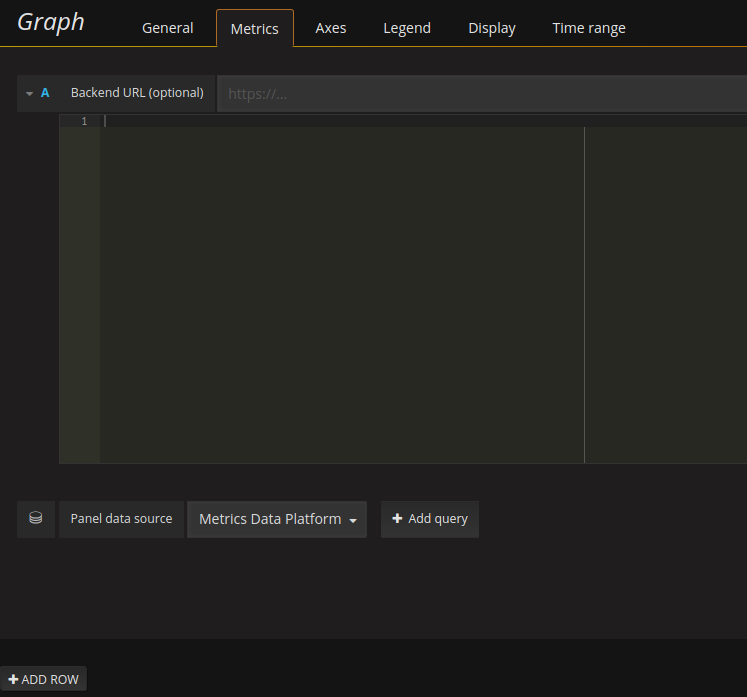 Graph General Metrics Axes Legend Display Time range
A Backend URL (optional) https://...
1
Panel data source Metrics Data Platform + Add query
+ ADD ROW